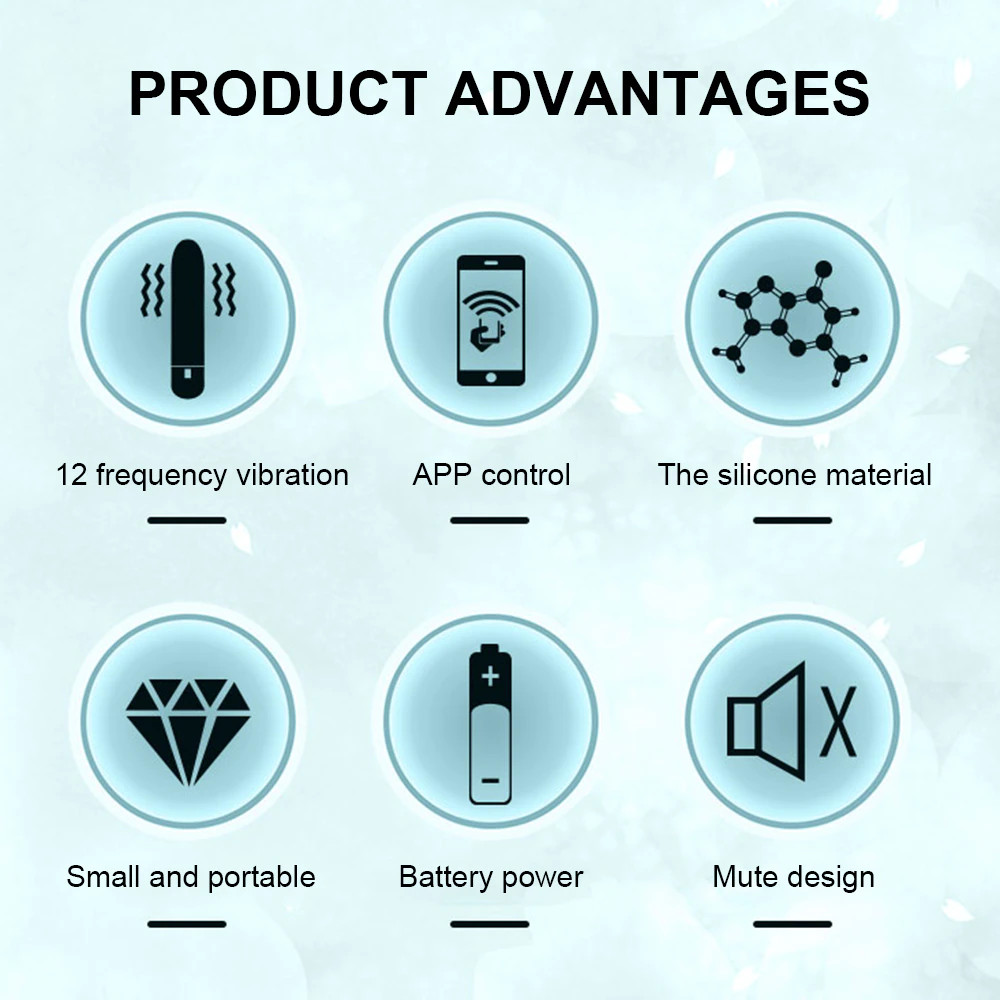 PRODUCT ADVANTAGES
12 frequency vibration
APP control
The silicone material
Small and portable
Battery power
Mute design